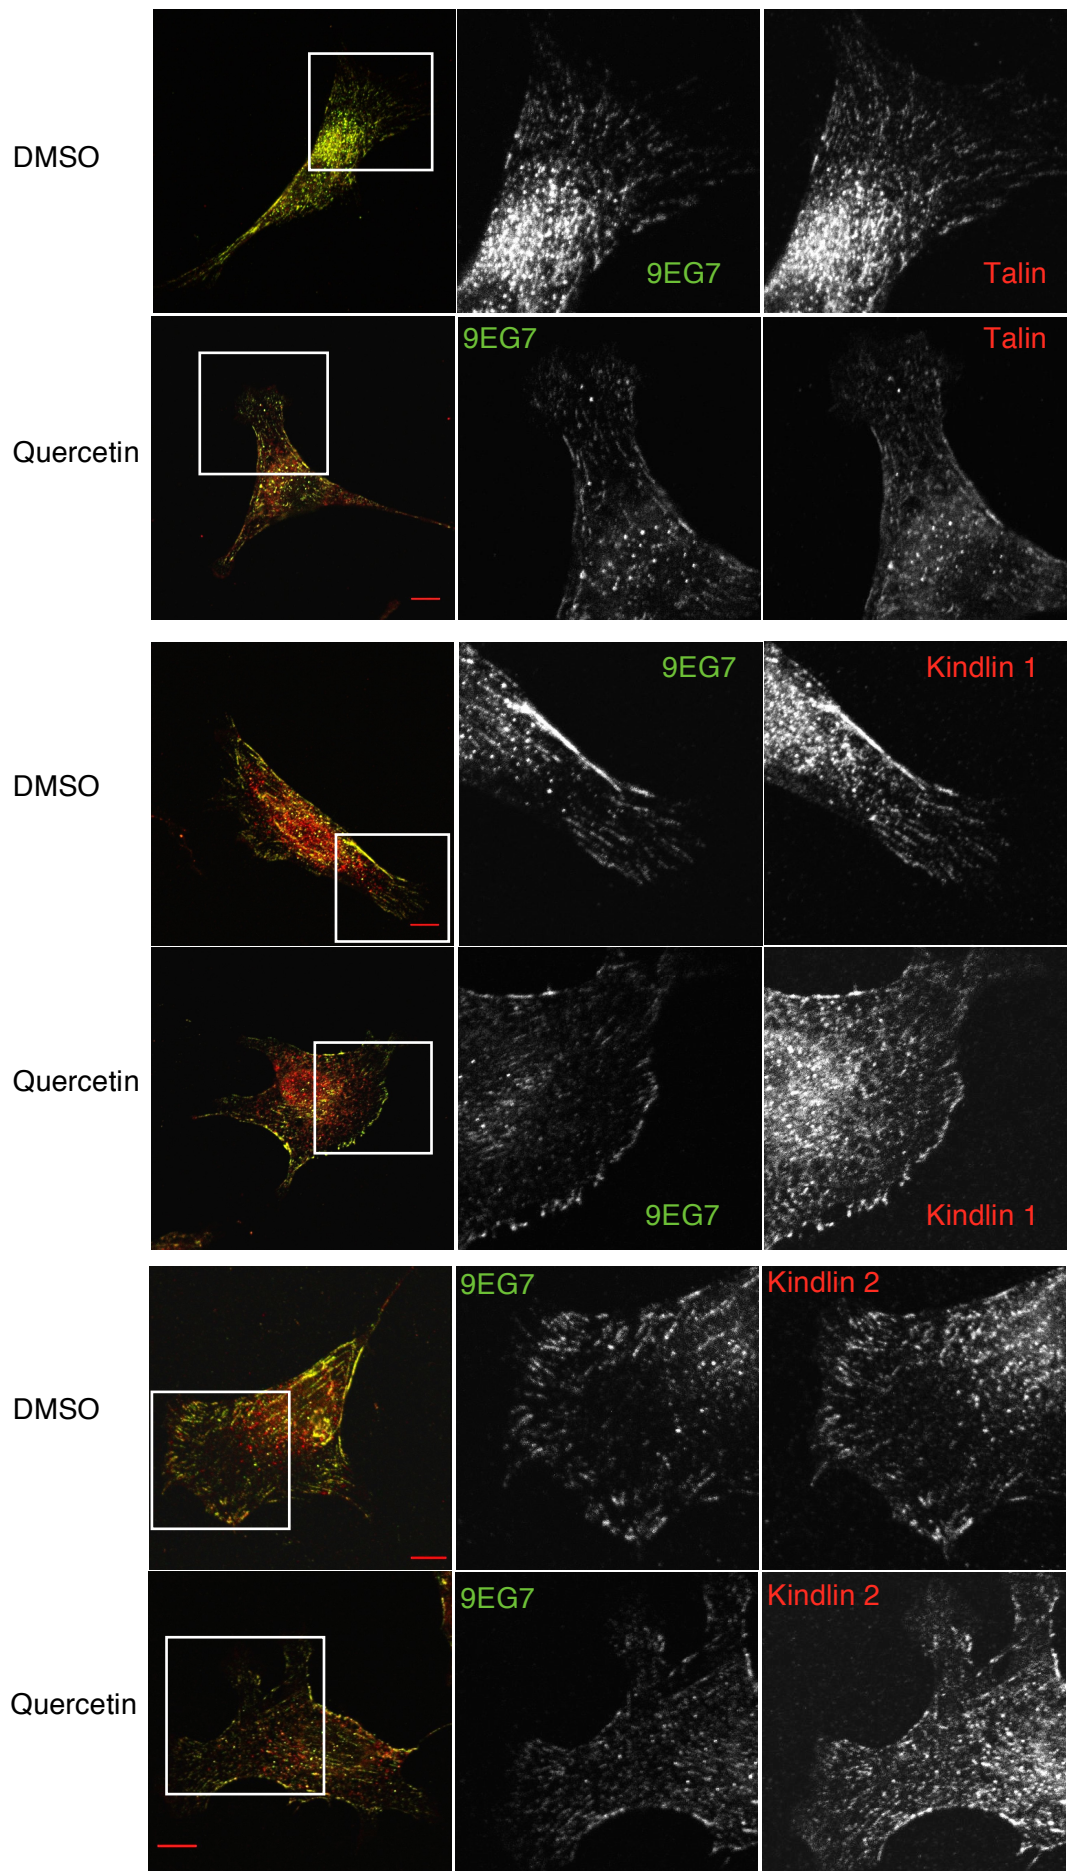 DMSO
9EG7
Talin
Quercetin
9EG7
Talin
DMSO
9EG7
Kindlin 1
Quercetin
9EG7
Kindlin 1
DMSO
9EG7
Kindlin 2
Quercetin
9EG7
Kindlin 2